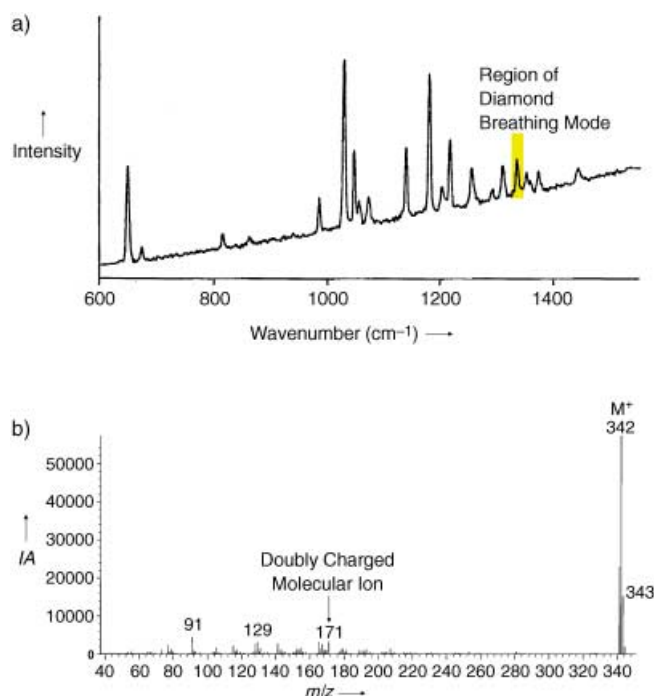 a)
Region of
Diamond
Breathing Mode
Intensity
600
800
1000
1200
1400
Wavenumber (cm–1)
b)
M+
342
50000
40000
30000
IA
Doubly Charged
Molecular Ion
20000
343
10000
91
129
171
0
40 60 80 100 120 140 160 180 200 220 240 260 280 300 320 340
m/z